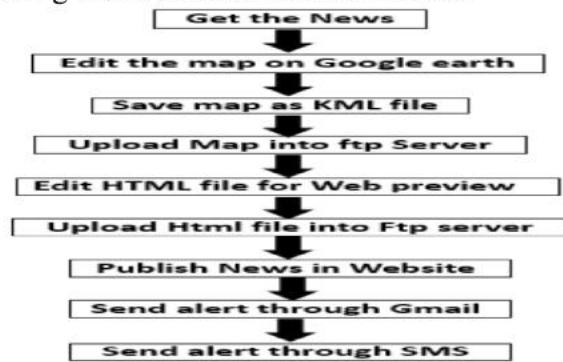 Get the News
Edit the map on Google earth
Save map as KML file
Upload Map into ftp Server
Edit HTML file for Web preview
Upload Html file into Ftp server
Publish News in Website
Send alert through Gmail
Send alert through SMS